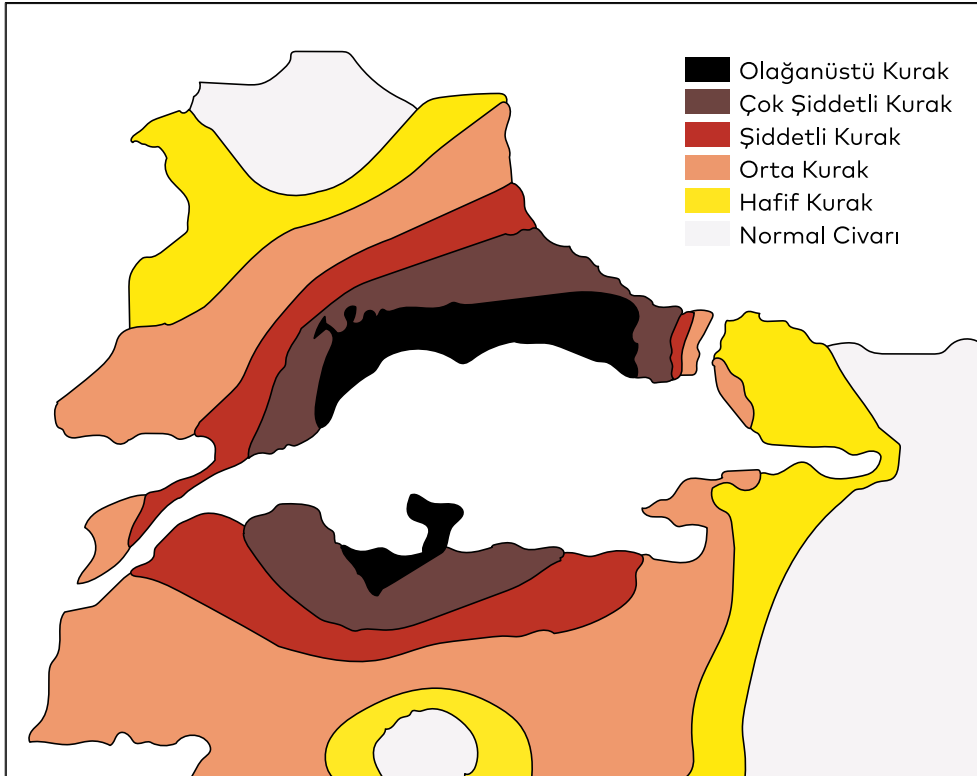 Olağanüstü Kurak
Çok Şiddetli Kurak
Şiddetli Kurak
Orta Kurak
Hafif Kurak
Normal Civarı